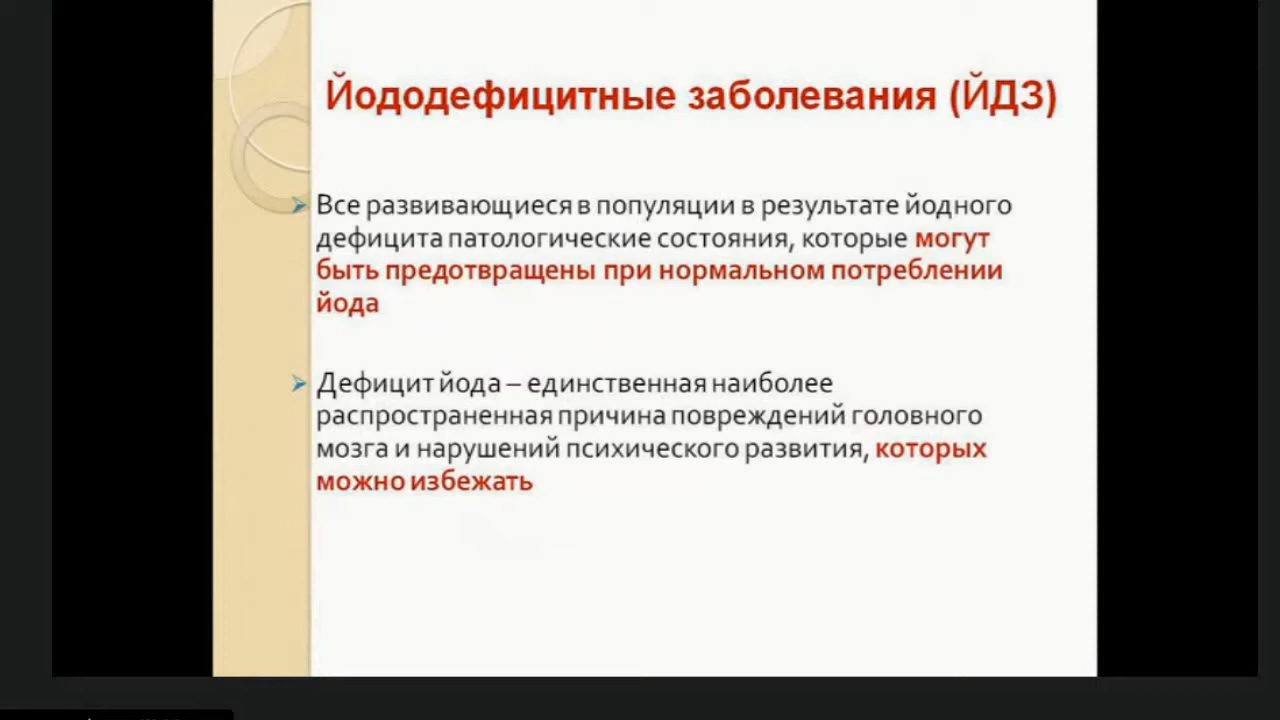 Йододефицитные заболевания (ЙДЗ)
Все развивающиеся в популяции в результате йодного
дефицита патологические состояния, которые могут
быть предотвращены при нормальном потреблении
йода
Дефицит йода – единственная наиболее
распространенная причина повреждений головного
мозга и нарушений психического развития, которых
можно избежать